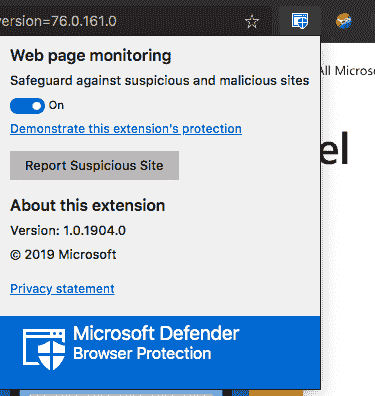 version=76.0.161.0
Web page monitoring
Safeguard against suspicious and malicious sites
On
Demonstrate this extension's protection
Report Suspicious Site
About this extension
Version: 1.0.1904.0
© 2019 Microsoft
Privacy statement
Microsoft Defender
Browser Protection
All Micros
el